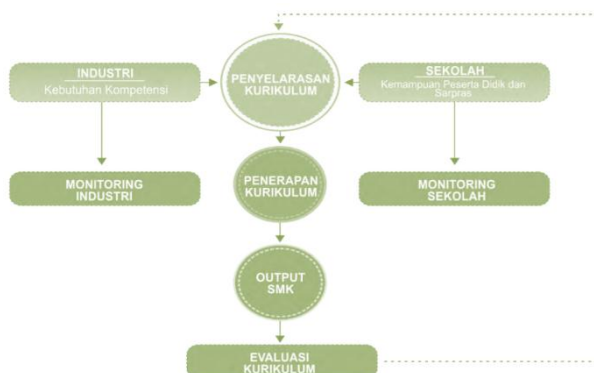 INDUSTRI
Kebutuhan Kompetensi
PENYELARASAN
KURIKULUM
SEKOLAH
Kemampuan Peserta Didik dan
Sarpras
MONITORING
INDUSTRI
PENERAPAN
KURIKULUM
MONITORING
SEKOLAH
OUTPUT
SMK
EVALUASI
KURIKULUM